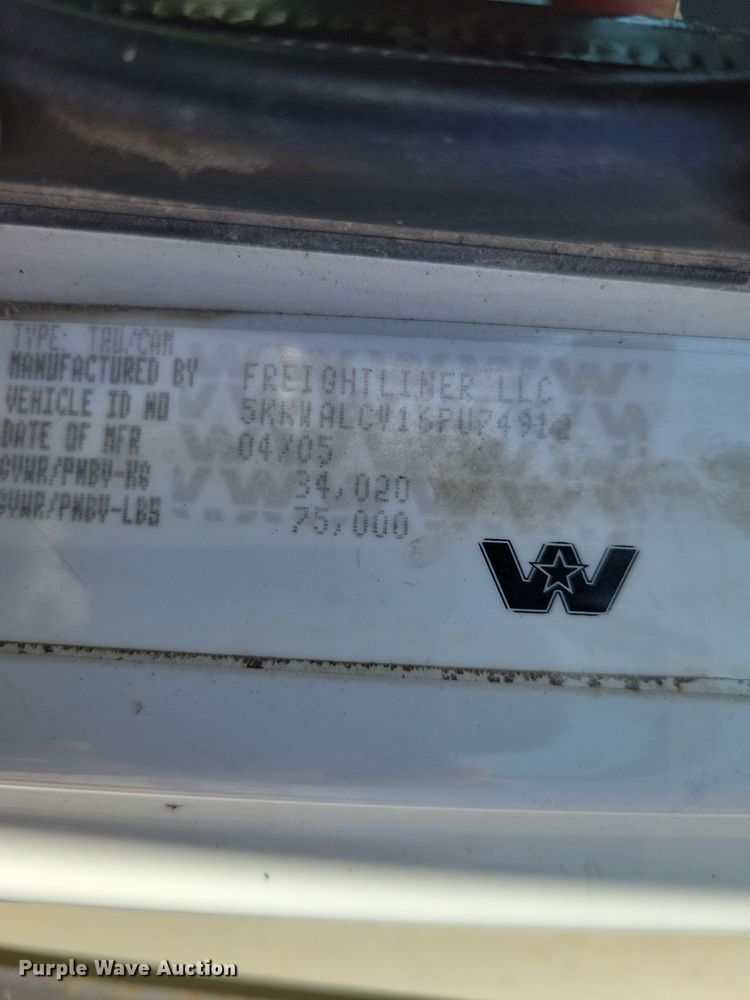 TYPE: TRU/CAM
MANUFACTURED BY FREIGHTLINER LLC
VEHICLE ID NO
DATE OF MFR 04/05
GVWR/PNBV-KG 34,020
GVWR/PNBV-LBS 75,000
W
Purple Wave Auction